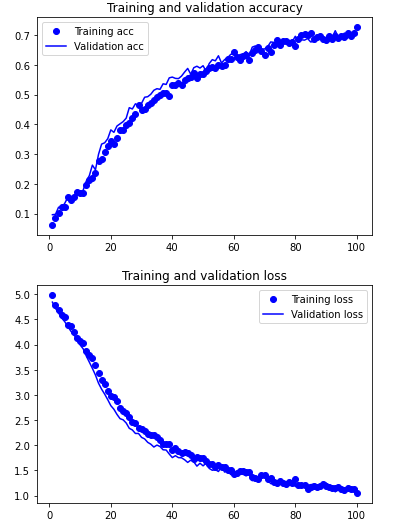 Training and validation accuracy
Training acc
Validation acc
0.7
0.6
0.5
0.4
0.3
0.2
0.1
0 20 40 60 80 100
Training and validation loss
Training loss
Validation loss
5.0
4.5
4.0
3.5
3.0
2.5
2.0
1.5
1.0
0 20 40 60 80 100